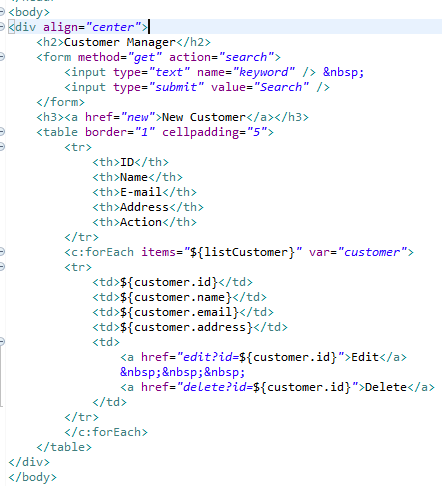 <body>
<div align="center">
<h2>Customer Manager</h2>
<form method="get" action="search">
<input type="text" name="keyword" /> &nbsp;
<input type="submit" value="Search" />
</form>
<h3><a href="new">New Customer</a></h3>
<table border="1" cellpadding="5">
<tr>
<th>ID</th>
<th>Name</th>
<th>E-mail</th>
<th>Address</th>
<th>Action</th>
</tr>
<c:forEach items="${listCustomer}" var="customer">
<tr>
<td>${customer.id}</td>
<td>${customer.name}</td>
<td>${customer.email}</td>
<td>${customer.address}</td>
<td>
<a href="edit?id=${customer.id}">Edit</a>
&nbsp;&nbsp;&nbsp;
<a href="delete?id=${customer.id}">Delete</a>
</td>
</tr>
</c:forEach>
</table>
</div>
</body>